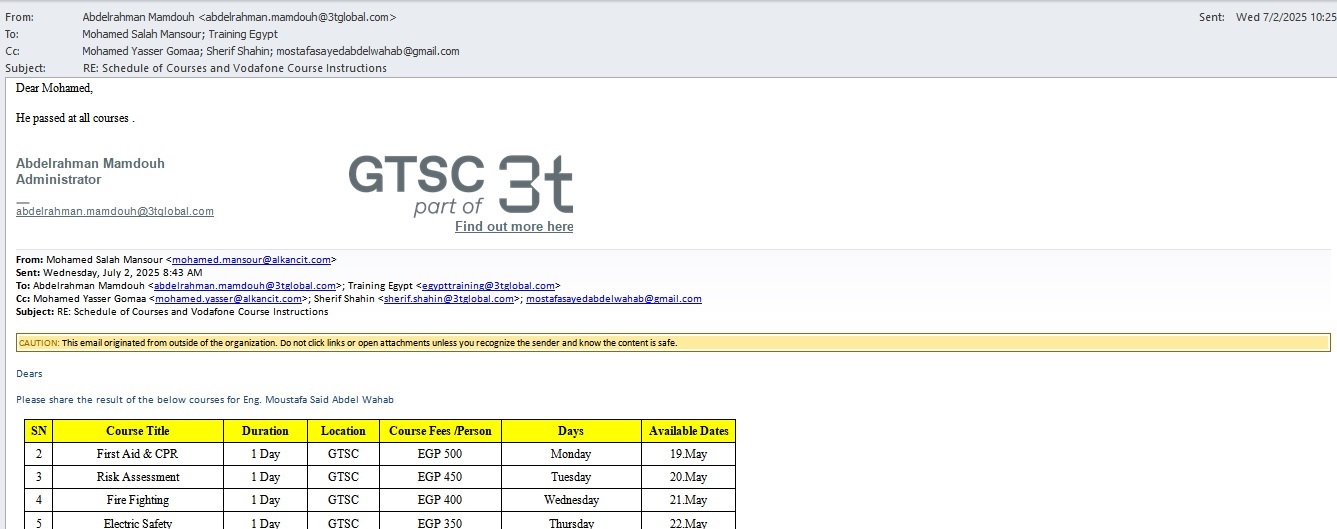 From: Abdelrahman Mamdouh <abdelrahman.mamdouh@3tglobal.com> Sent: Wed 7/2/2025 10:25
To: Mohamed Salah Mansour; Training Egypt
Cc: Mohamed Yasser Gomaa; Sherif Shahin; mostafasayedabdelwahab@gmail.com
Subject: RE: Schedule of Courses and Vodafone Course Instructions
Dear Mohamed,
He passed at all courses .
Abdelrahman Mamdouh
Administrator
abdelrahman.mamdouh@3tglobal.com
GTSC 3t
part of
Find out more here
From: Mohamed Salah Mansour <mohamed.mansour@alkancit.com>
Sent: Wednesday, July 2, 2025 8:43 AM
To: Abdelrahman Mamdouh <abdelrahman.mamdouh@3tglobal.com>; Training Egypt <egypttraining@3tglobal.com>
Cc: Mohamed Yasser Gomaa <mohamed.yasser@alkancit.com>; Sherif Shahin <sherif.shahin@3tglobal.com>; mostafasayedabdelwahab@gmail.com
Subject: RE: Schedule of Courses and Vodafone Course Instructions
CAUTION: This email originated from outside of the organization. Do not click links or open attachments unless you recognize the sender and know the content is safe.
Dears
Please share the result of the below courses for Eng. Moustafa Said Abdel Wahab
SN Course Title Duration Location Course Fees /Person Days Available Dates
2 First Aid & CPR 1 Day GTSC EGP 500 Monday 19.May
3 Risk Assessment 1 Day GTSC EGP 450 Tuesday 20.May
4 Fire Fighting 1 Day GTSC EGP 400 Wednesday 21.May
5 Electric Safety 1 Day GTSC EGP 350 Thursday 22.May